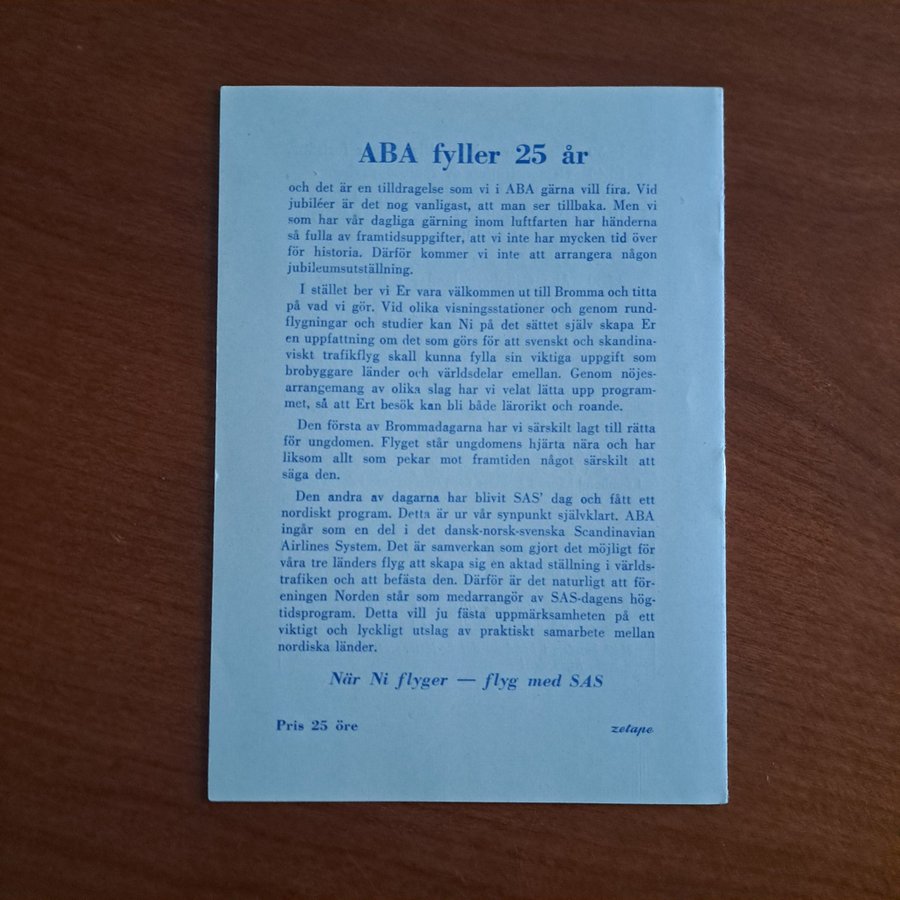 ABA fyller 25 år
och det är en tilldragelse som vi i ABA gärna vill fira. Vid
jubiléer är det nog vanligast, att man ser tillbaka. Men vi
som har vår dagliga gärning inom luftfarten har händerna
så fulla av framtidsuppgifter, att vi inte har mycken tid över
för historia. Därför kommer vi inte att arrangera någon
jubileumsutställning.
I stället ber vi Er vara välkommen ut till Bromma och titta
på vad vi gör. Vid olika visningsstationer och genom rund-
flygningar och studier kan Ni på det sättet själv skapa Er
en uppfattning om det som görs för att svenskt och skandina-
viskt trafikflyg skall kunna fylla sin viktiga uppgift som
brobyggare länder och världsdelar emellan. Genom nöjes-
arrangemang av olika slag har vi velat lätta upp program-
met, så att Ert besök kan bli både lärorikt och roande.
Den första av Brommadagarna har vi särskilt lagt till rätta
för ungdomen. Flyget står ungdomens hjärta nära och har
liksom allt som pekar mot framtiden något särskilt att
säga den.
Den andra av dagarna har blivit SAS' dag och fått ett
nordiskt program. Detta är ur vår synpunkt självklart. ABA
ingår som en del i det dansk-norsk-svenska Scandinavian
Airlines System. Det är samverkan som gjort det möjligt för
våra tre länders flyg att skapa sig en aktad ställning i världs-
trafiken och att befästa den. Därför är det naturligt att för-
eningen Norden står som medarrangör av SAS-dagens hög-
tidsprogram. Detta vill ju fästa uppmärksamheten på ett
viktigt och lyckligt utslag av praktiskt samarbete mellan
nordiska länder.
När Ni flyger — flyg med SAS
Pris 25 öre
zetape